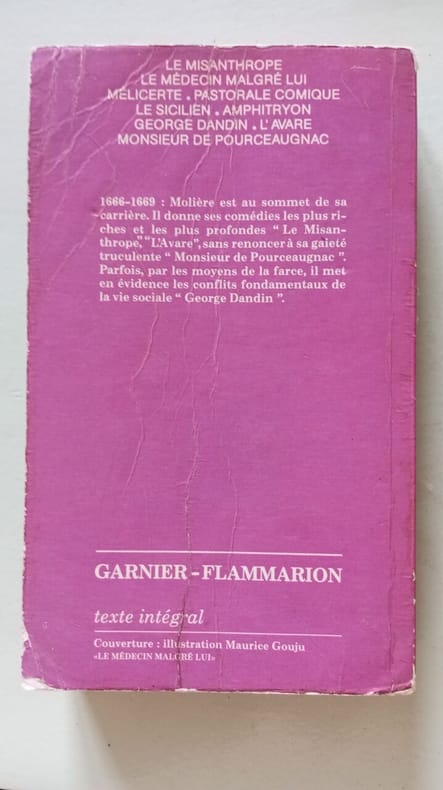 LE MISANTHROPE
LE MÉDECIN MALGRÉ LUI
MÉLICERTE . PASTORALE COMIQUE
LE SICILIEN . AMPHITRYON
GEORGE DANDIN . L'AVARE
MONSIEUR DE POURCEAUGNAC
1666-1669 : Molière est au sommet de sa
carrière. Il donne ses comédies les plus ri-
ches et les plus profondes “ Le Misan-
thrope”, “L'Avare”, sans renoncer à sa gaieté
truculente “ Monsieur de Pourceaugnac ”.
Parfois, par les moyens de la farce, il met
en évidence les conflits fondamentaux de
la vie sociale “ George Dandin ”.
GARNIER-FLAMMARION
texte intégral
Couverture : illustration Maurice Gouju
«LE MÉDECIN MALGRÉ LUI»